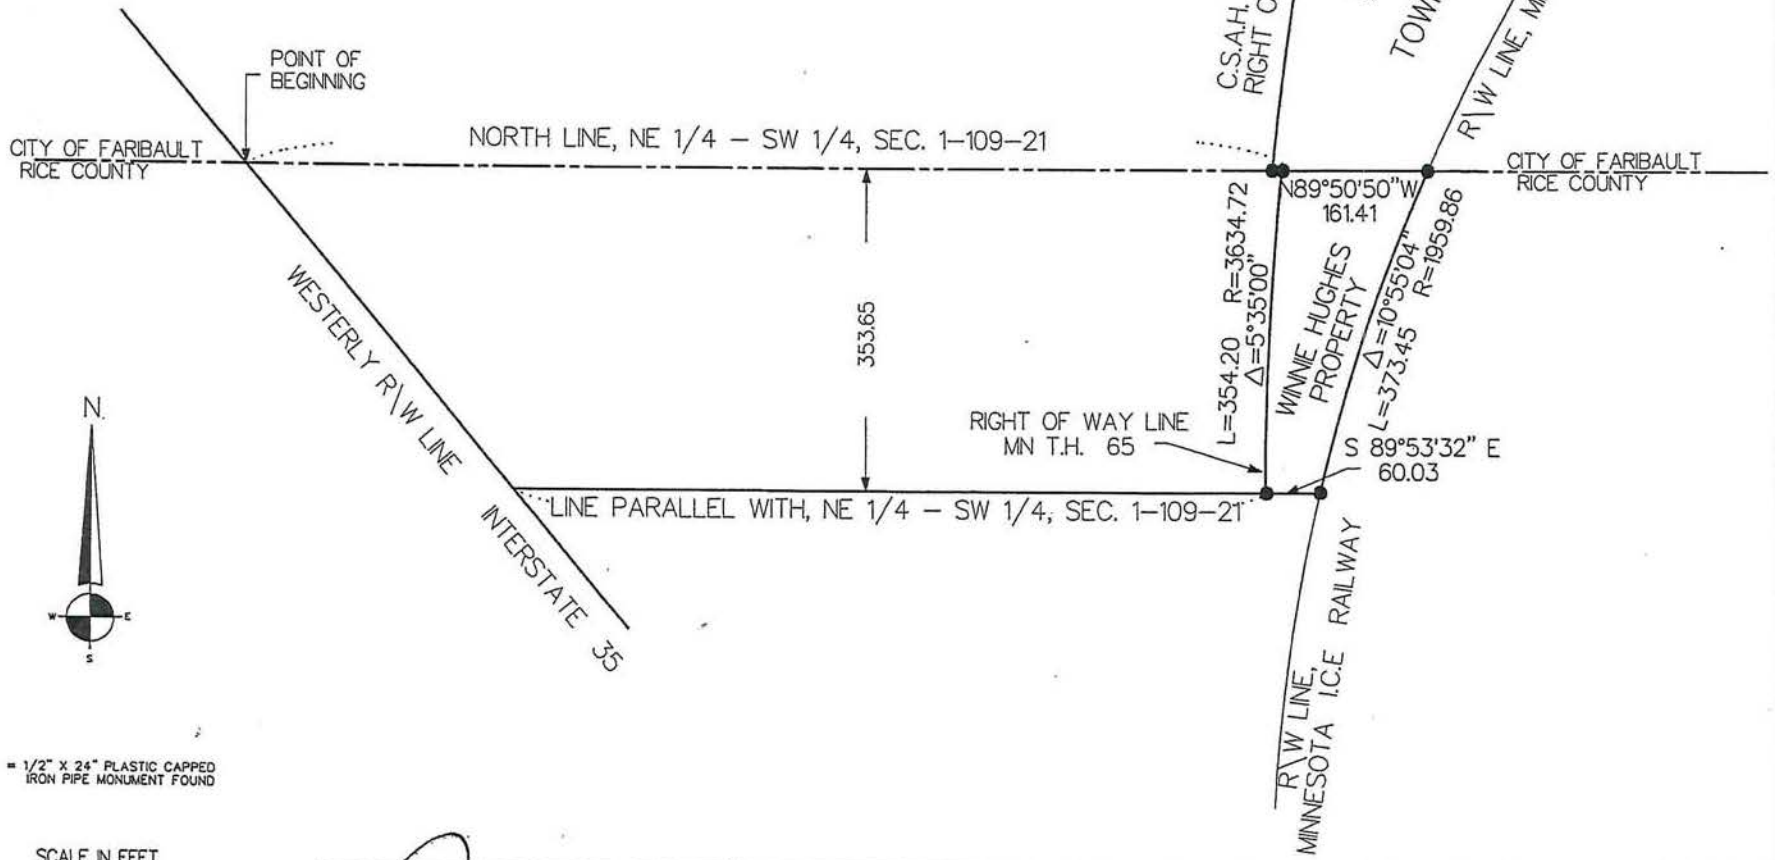 C.S.A.H.
RIGHT
R\W LINE,
POINT OF
BEGINNING
NORTH LINE, NE 1/4 – SW 1/4, SEC. 1–109–21
CITY OF FARIBAULT
RICE COUNTY
CITY OF FARIBAULT
RICE COUNTY
N89°50'50"W
161.41
L=354.20 R=3634.72
Δ=5°35'00"
WINNIE HUGHES
PROPERTY
Δ=10°55'04"
L=373.45 R=1959.86
353.65
WESTERLY R\W LINE INTERSTATE 35
RIGHT OF WAY LINE
MN T.H. 65
S 89°53'32" E
60.03
LINE PARALLEL WITH, NE 1/4 – SW 1/4, SEC. 1–109–21
N
W
E
S
R\W LINE,
MINNESOTA I.C.E RAILWAY
= 1/2" X 24" PLASTIC CAPPED
IRON PIPE MONUMENT FOUND
SCALE IN FEET